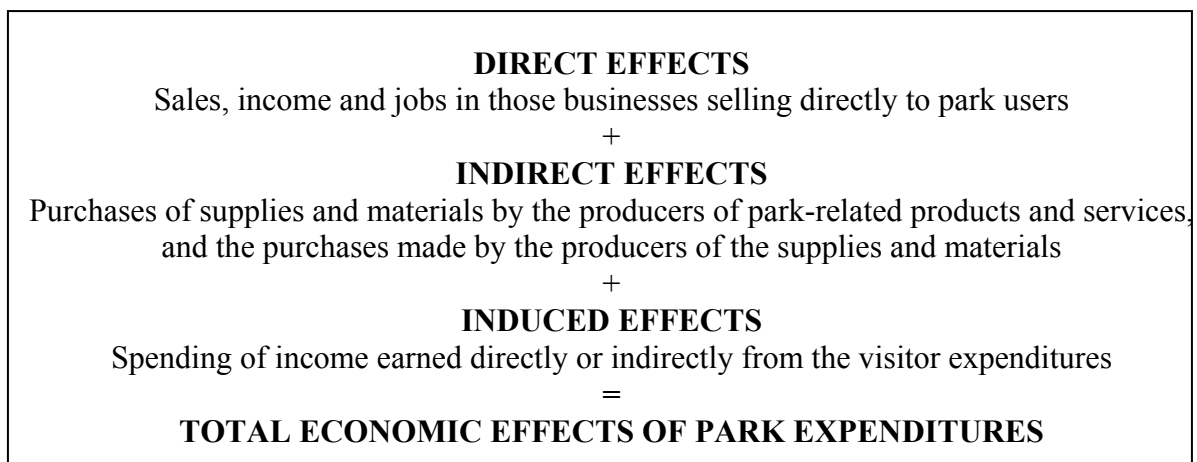 DIRECT EFFECTS
Sales, income and jobs in those businesses selling directly to park users
+
INDIRECT EFFECTS
Purchases of supplies and materials by the producers of park-related products and services,
and the purchases made by the producers of the supplies and materials
+
INDUCED EFFECTS
Spending of income earned directly or indirectly from the visitor expenditures
=
TOTAL ECONOMIC EFFECTS OF PARK EXPENDITURES